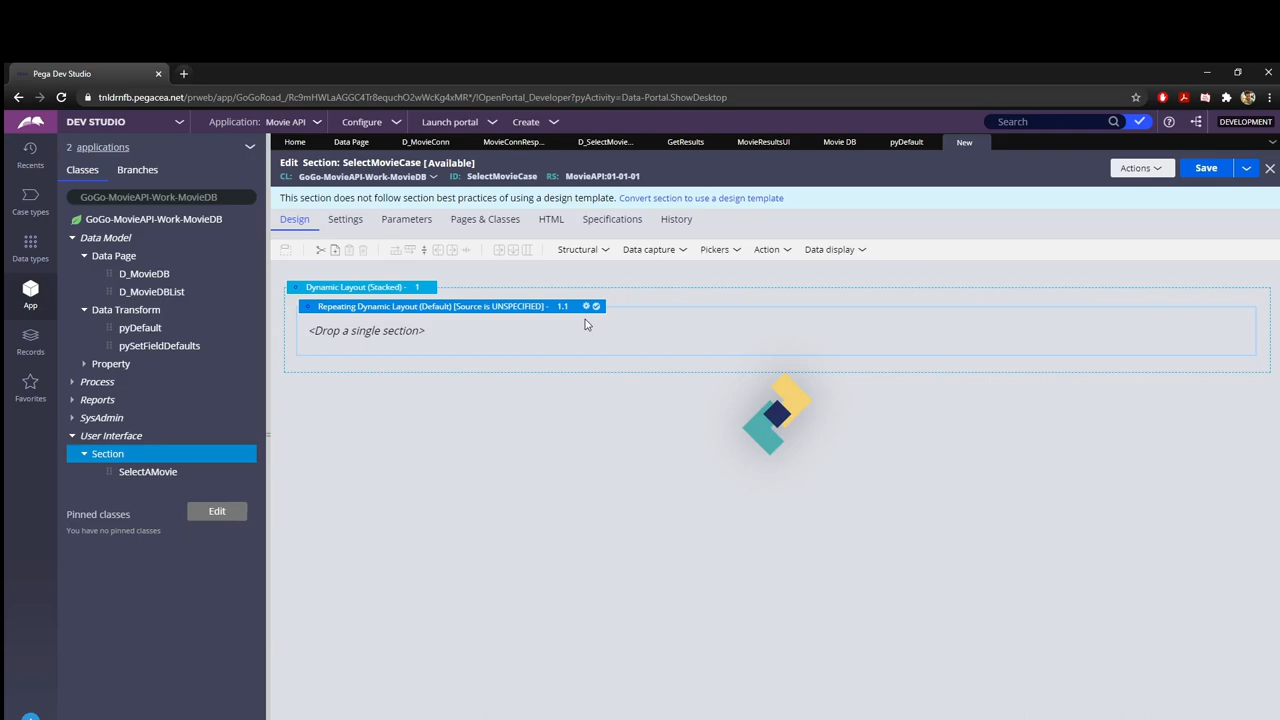 Pega Dev Studio
tnldrnfb.pegacea.net/prweb/app/GoGoRoad_/Rc9mHWLaAGGC4Tr8equchO2wWcKg4xMR*/!OpenPortal_Developer?pyActivity=Data-Portal.ShowDesktop
DEV STUDIO
Application: Movie API
Configure
Launch portal
Create
Search
DEVELOPMENT
Recents
Case types
Data types
App
Records
Favorites
2 applications
Classes
Branches
GoGo-MovieAPI-Work-MovieDB
GoGo-MovieAPI-Work-MovieDB
Data Model
Data Page
D_MovieDB
D_MovieDBList
Data Transform
pyDefault
pySetFieldDefaults
Property
Process
Reports
SysAdmin
User Interface
Section
SelectAMovie
Pinned classes
Edit
You have no pinned classes
Home
Data Page
D_MovieConn
MovieConnResp...
D_SelectMovie...
GetResults
MovieResultsUI
Movie DB
pyDefault
New
Edit Section: SelectMovieCase [Available]
CL: GoGo-MovieAPI-Work-MovieDB
ID: SelectMovieCase
RS: MovieAPI:01-01-01
Actions
Save
This section does not follow section best practices of using a design template. Convert section to use a design template
Design
Settings
Parameters
Pages & Classes
HTML
Specifications
History
Structural
Data capture
Pickers
Action
Data display
Dynamic Layout (Stacked) - 1
Repeating Dynamic Layout (Default) [Source is UNSPECIFIED] - 1.1
<Drop a single section>